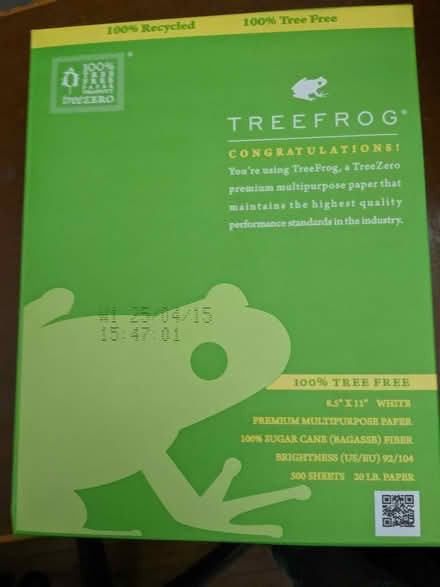 100% Recycled 100% Tree Free
100%
TREE
FREE
PAPER
PRODUCT
treeZERO
TREEFROG®
CONGRATULATIONS!
You're using TreeFrog, a TreeZero
premium multipurpose paper that
maintains the highest quality
performance standards in the industry.
W1 25/04/15
15:47:01
100% TREE FREE
8.5" X 11" WHITE
PREMIUM MULTIPURPOSE PAPER
100% SUGAR CANE (BAGASSE) FIBER
BRIGHTNESS (US/EU) 92/104
500 SHEETS 20 LB. PAPER